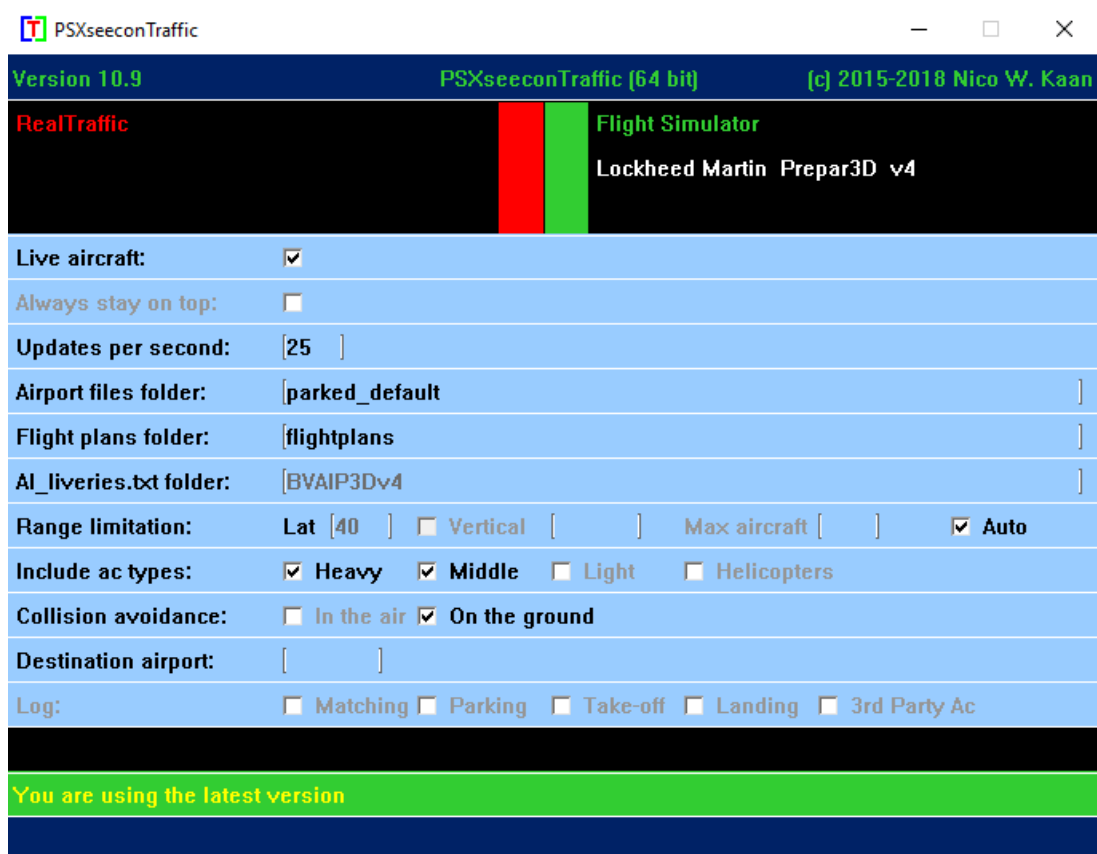 [T] PSXseeconTraffic
Version 10.9 PSXseeconTraffic (64 bit) (c) 2015-2018 Nico W. Kaan
RealTraffic Flight Simulator
Lockheed Martin Prepar3D v4
Live aircraft:
Always stay on top:
Updates per second: 25
Airport files folder: parked_default
Flight plans folder: flightplans
AI_liveries.txt folder: BVAIP3Dv4
Range limitation: Lat 40 Vertical Max aircraft Auto
Include ac types: Heavy Middle Light Helicopters
Collision avoidance: In the air On the ground
Destination airport:
Log: Matching Parking Take-off Landing 3rd Party Ac
You are using the latest version